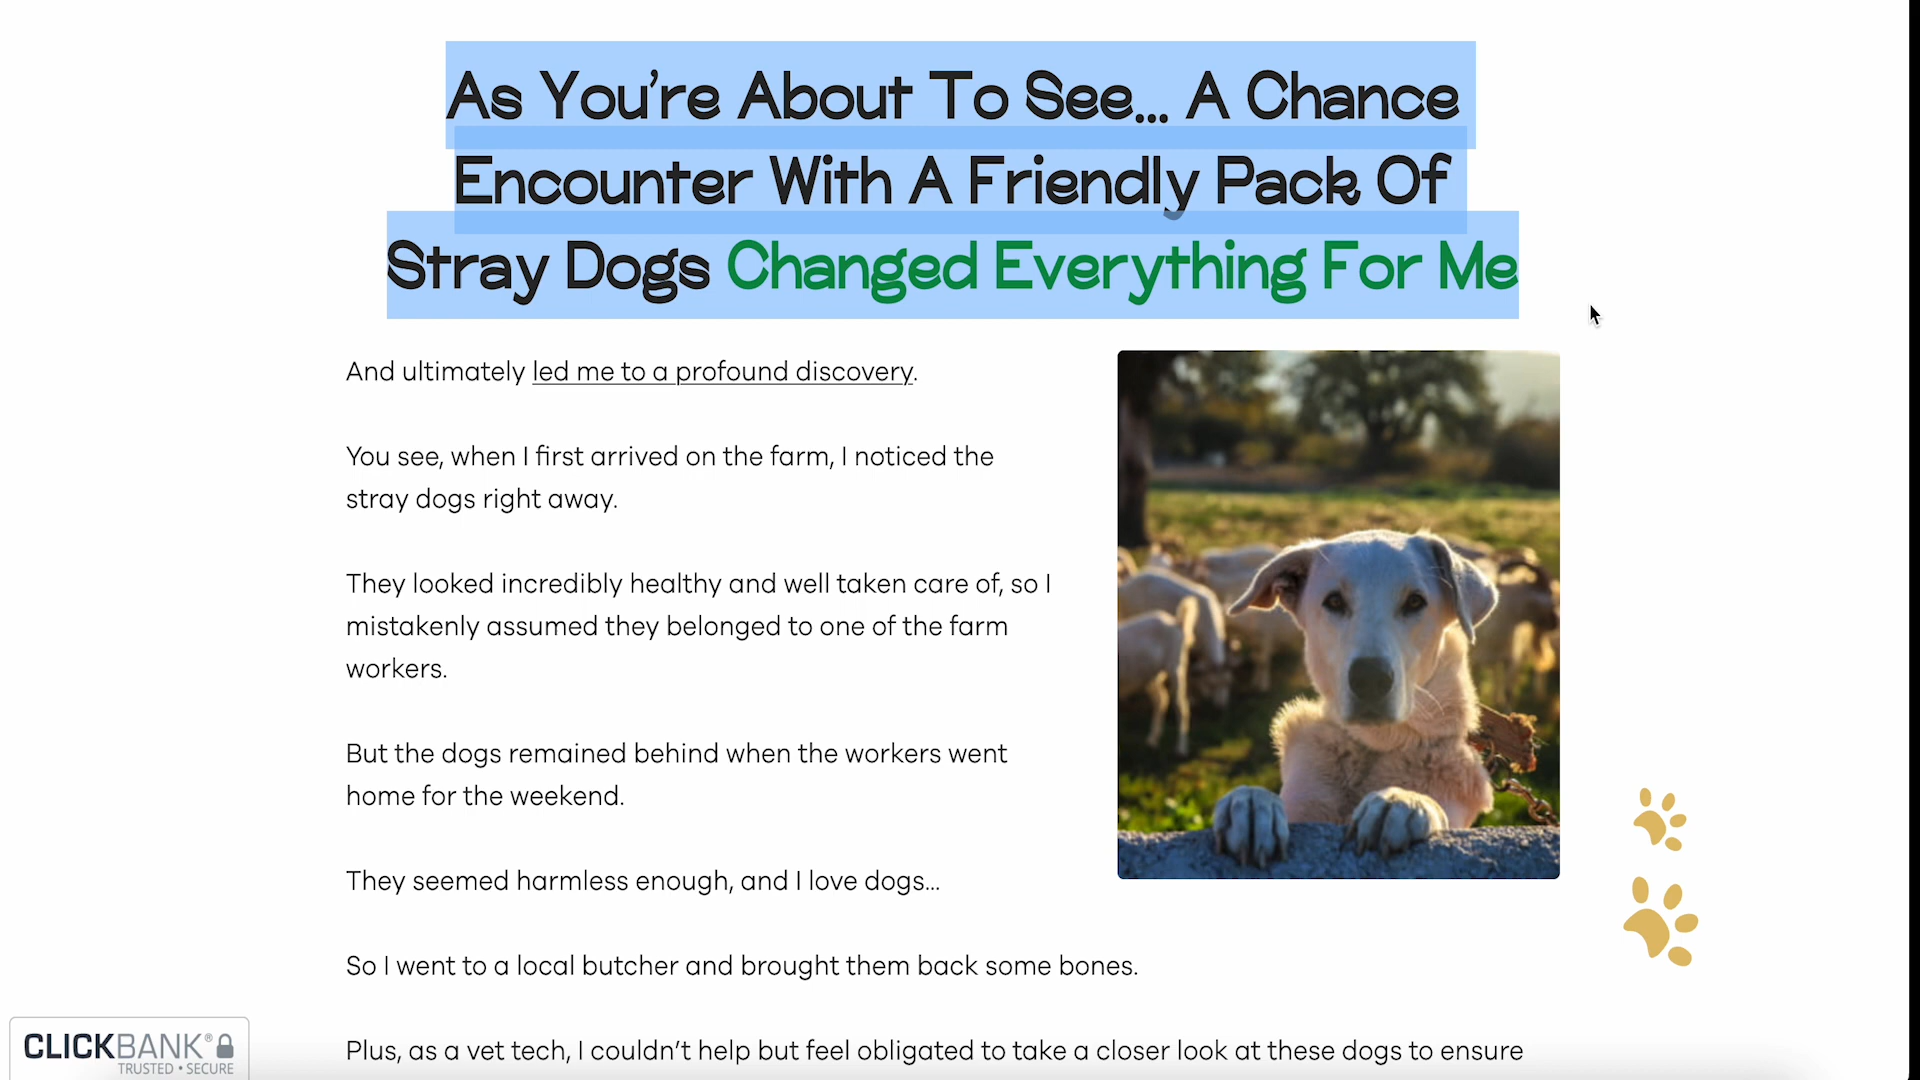 As You're About To See... A Chance
Encounter With A Friendly Pack Of
Stray Dogs Changed Everything For Me
And ultimately led me to a profound discovery.
You see, when I first arrived on the farm, I noticed the
stray dogs right away.
They looked incredibly healthy and well taken care of, so I
mistakenly assumed they belonged to one of the farm
workers.
But the dogs remained behind when the workers went
home for the weekend.
They seemed harmless enough, and I love dogs...
So I went to a local butcher and brought them back some bones.
Plus, as a vet tech, I couldn't help but feel obligated to take a closer look at these dogs to ensure
CLICKBANK®
TRUSTED • SECURE